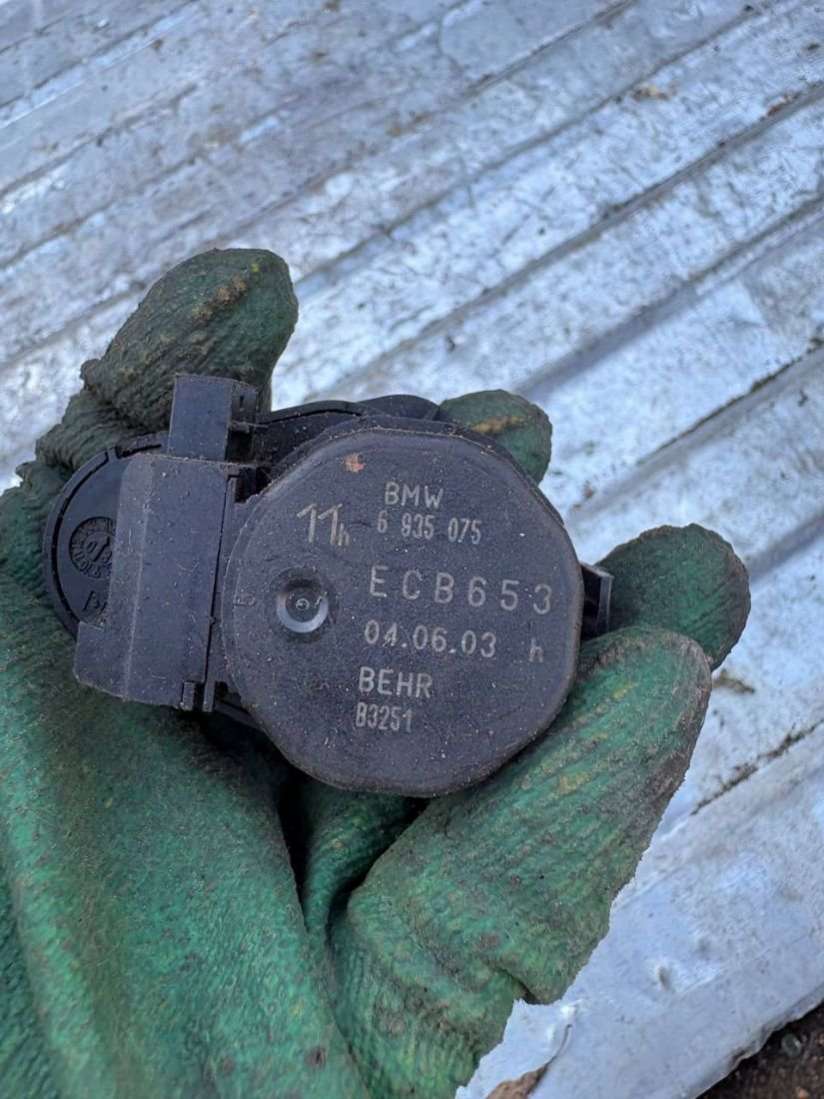 BMW
11h 6 935 075
ECB653
04.06.03 h
BEHR
B3251